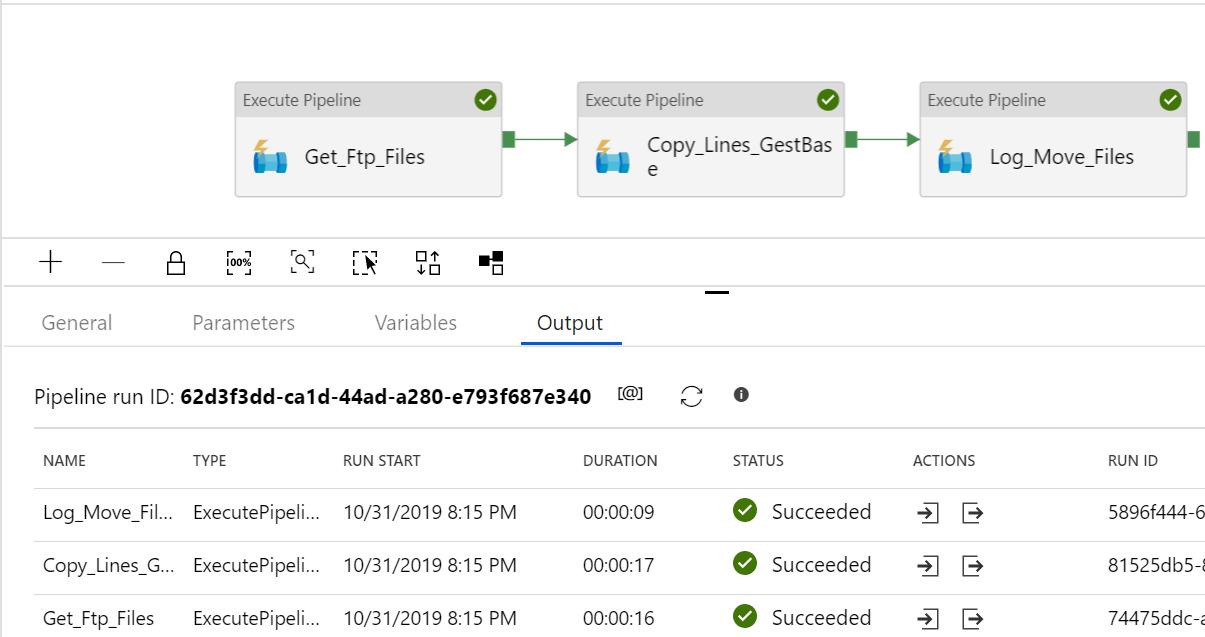 Execute Pipeline
Get_Ftp_Files
Execute Pipeline
Copy_Lines_GestBas
e
Execute Pipeline
Log_Move_Files
100%
General Parameters Variables Output
Pipeline run ID: 62d3f3dd-ca1d-44ad-a280-e793f687e340 [@]
NAME TYPE RUN START DURATION STATUS ACTIONS RUN ID
Log_Move_Fil... ExecutePipeli... 10/31/2019 8:15 PM 00:00:09 Succeeded 5896f444-6
Copy_Lines_G... ExecutePipeli... 10/31/2019 8:15 PM 00:00:17 Succeeded 81525db5-8
Get_Ftp_Files ExecutePipeli... 10/31/2019 8:15 PM 00:00:16 Succeeded 74475ddc-a